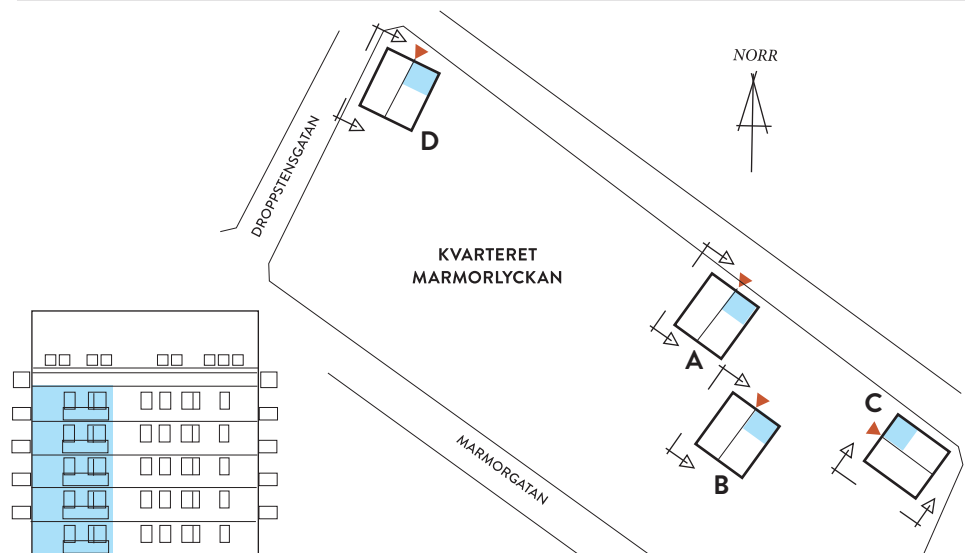 NORR
D
DROPPSTENSGATAN
KVARTERET
MARMORLYCKAN
A
C
B
MARMORGATAN